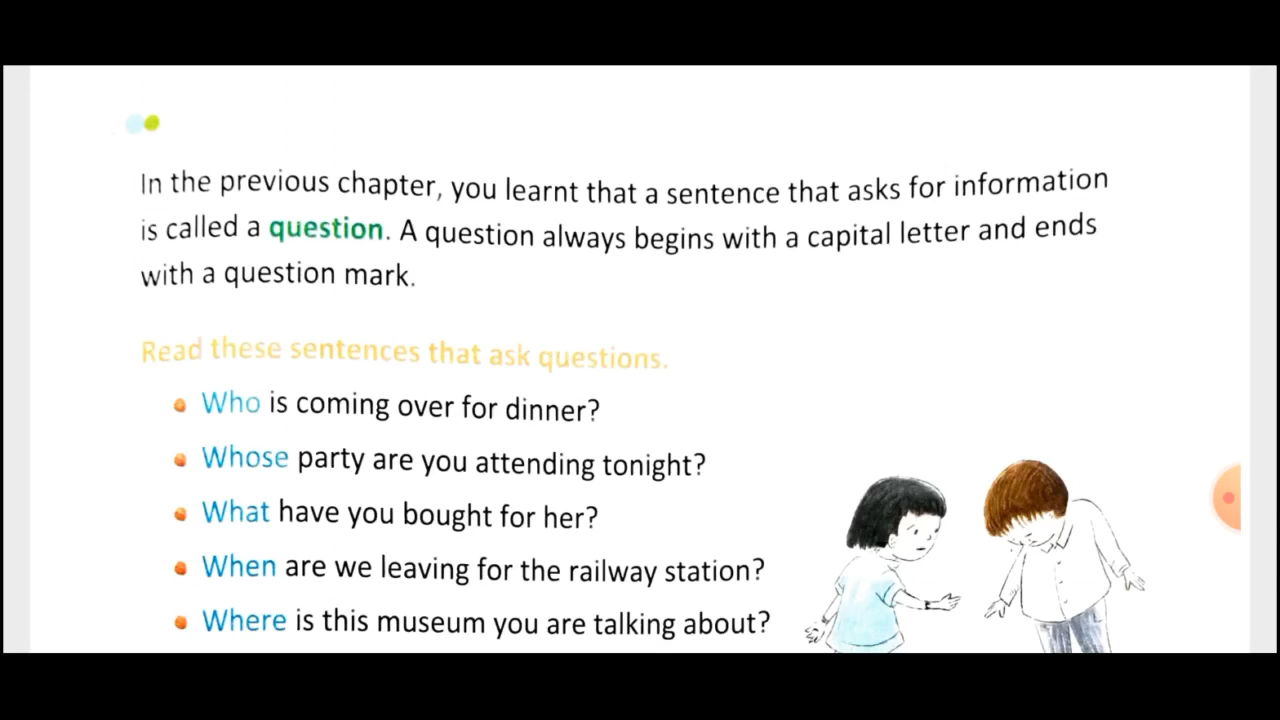 In the previous chapter, you learnt that a sentence that asks for information
is called a question. A question always begins with a capital letter and ends
with a question mark.
Read these sentences that ask questions.
Who is coming over for dinner?
Whose party are you attending tonight?
What have you bought for her?
When are we leaving for the railway station?
Where is this museum you are talking about?